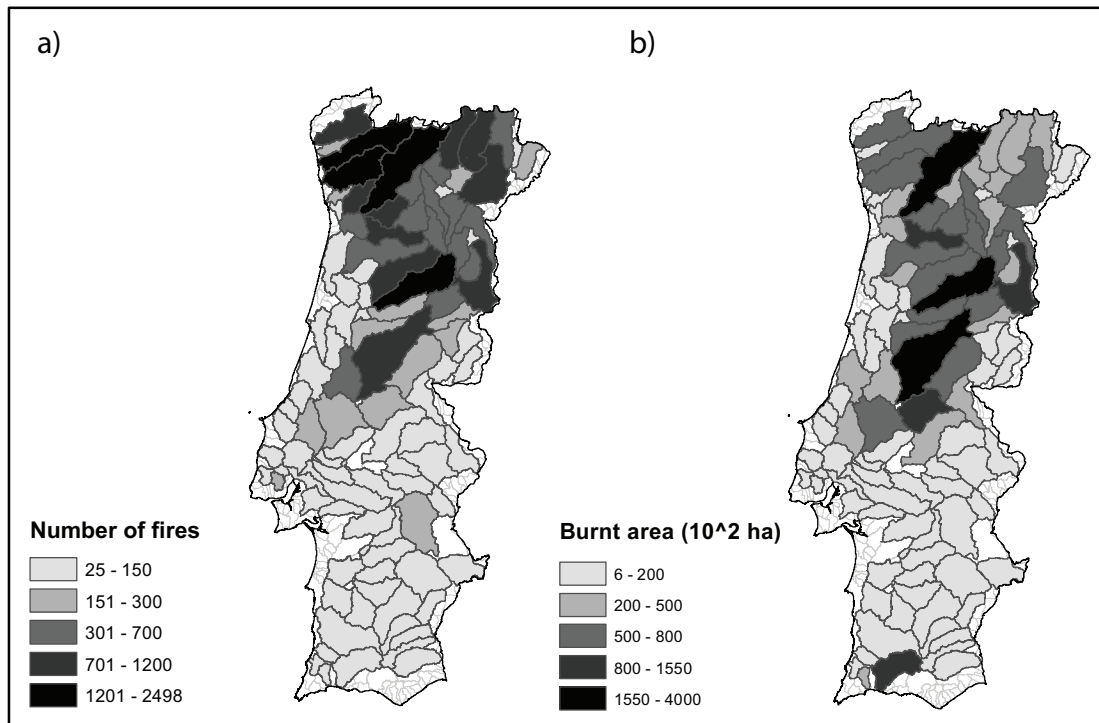 a)
b)
Number of fires
25 - 150
151 - 300
301 - 700
701 - 1200
1201 - 2498
Burnt area (10^2 ha)
6 - 200
200 - 500
500 - 800
800 - 1550
1550 - 4000